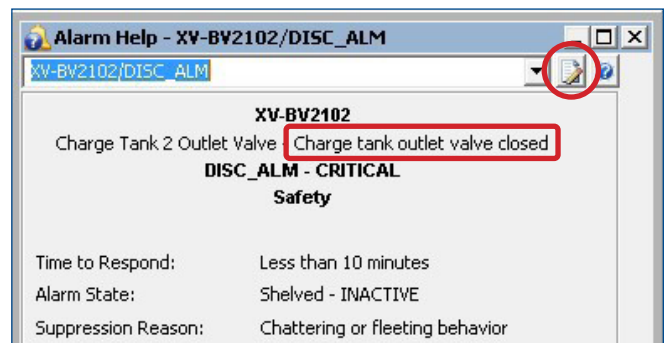 Alarm Help - XV-BV2102/DISC_ALM
XV-BV2102/DISC_ALM
XV-BV2102
Charge Tank 2 Outlet Valve - Charge tank outlet valve closed
DISC_ALM - CRITICAL
Safety
Time to Respond: Less than 10 minutes
Alarm State: Shelved - INACTIVE
Suppression Reason: Chattering or fleeting behavior